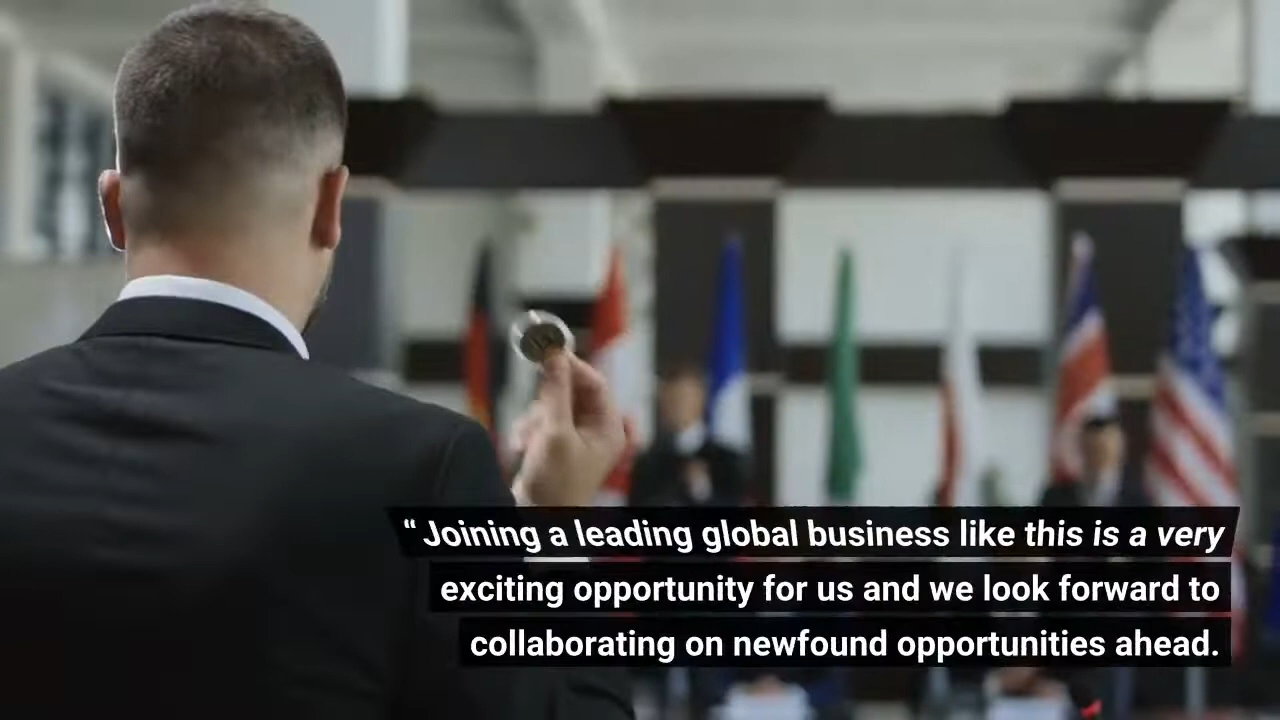 “ Joining a leading global business like this is a very
exciting opportunity for us and we look forward to
collaborating on newfound opportunities ahead.